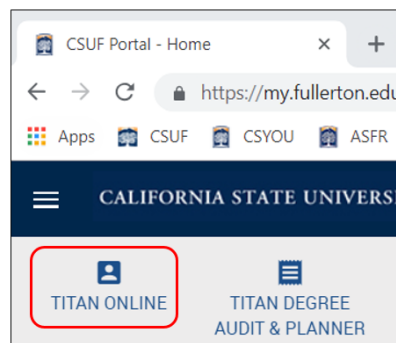 CSUF Portal - Home
https://my.fullerton.edu
Apps CSUF CSYOU ASFR
CALIFORNIA STATE UNIVERSI
TITAN ONLINE
TITAN DEGREE
AUDIT & PLANNER